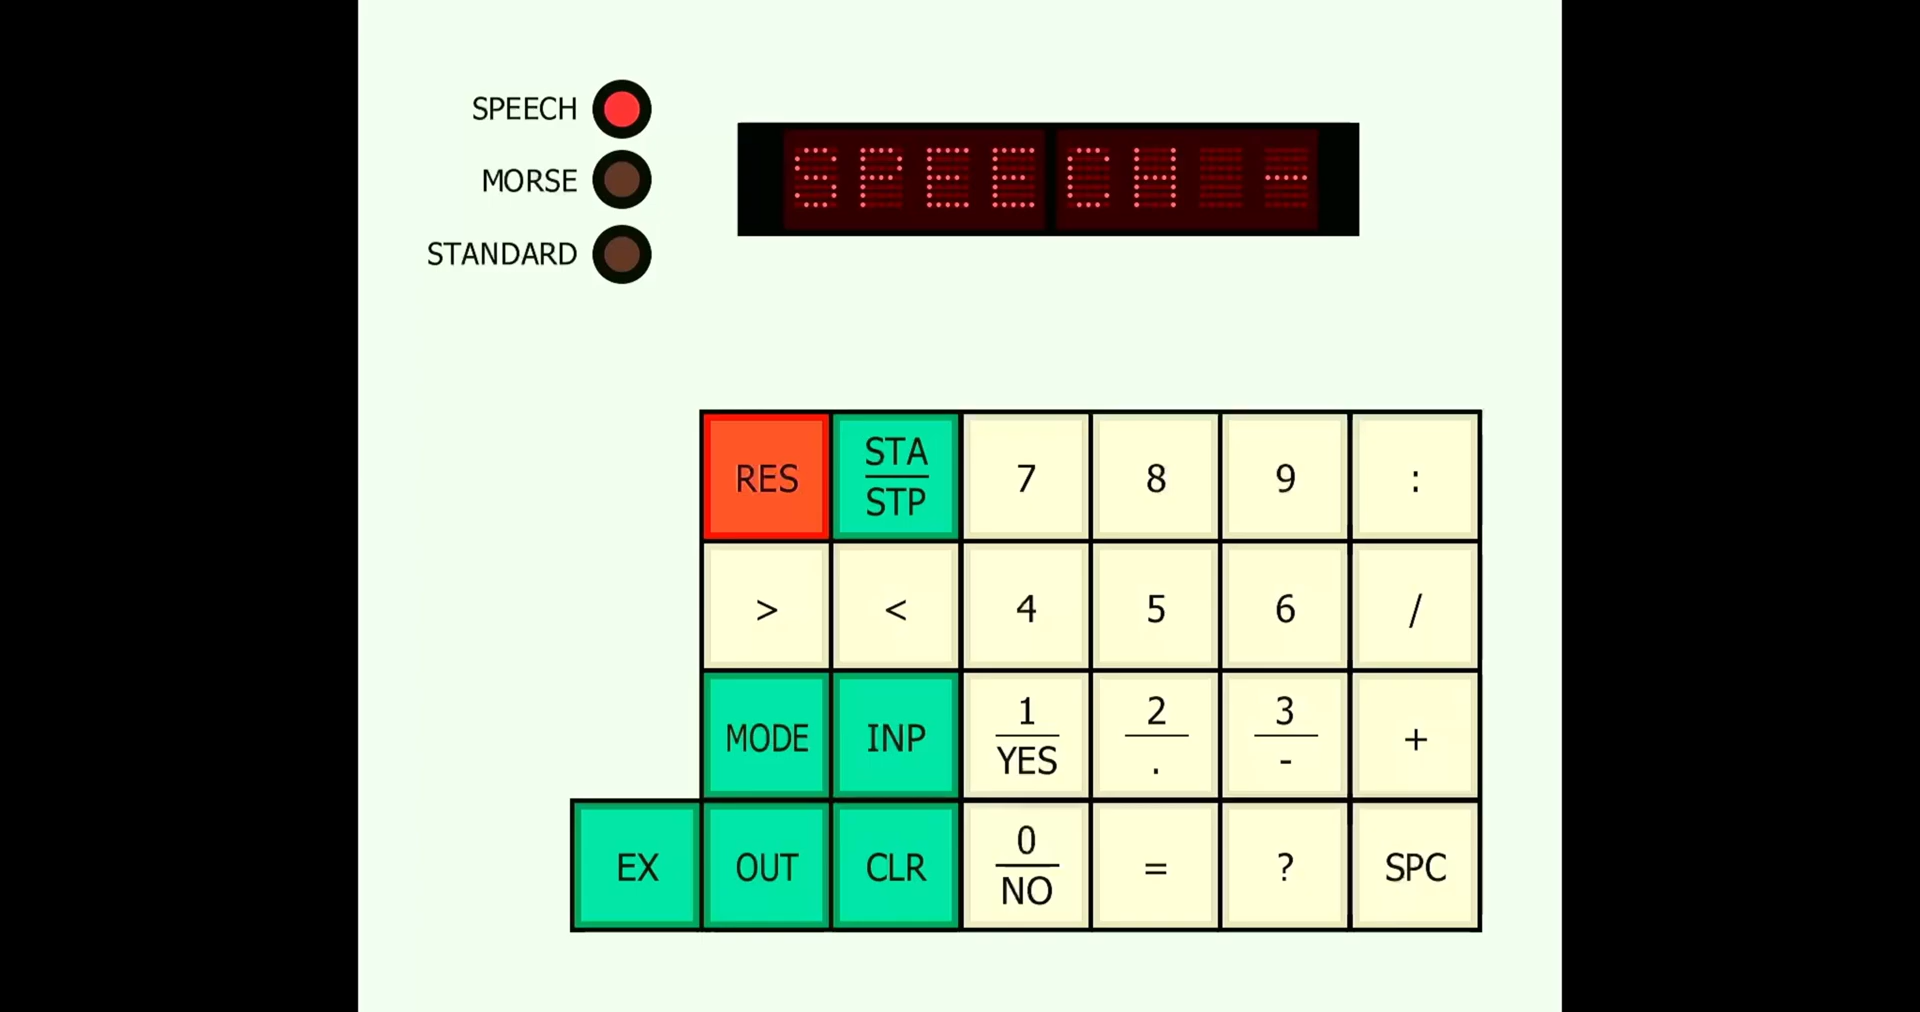 SPEECH
MORSE
STANDARD
SPEECH -
RES STA STP 7 8 9 :
> < 4 5 6 /
MODE INP 1 YES 2 . 3 - +
EX OUT CLR 0 NO = ? SPC